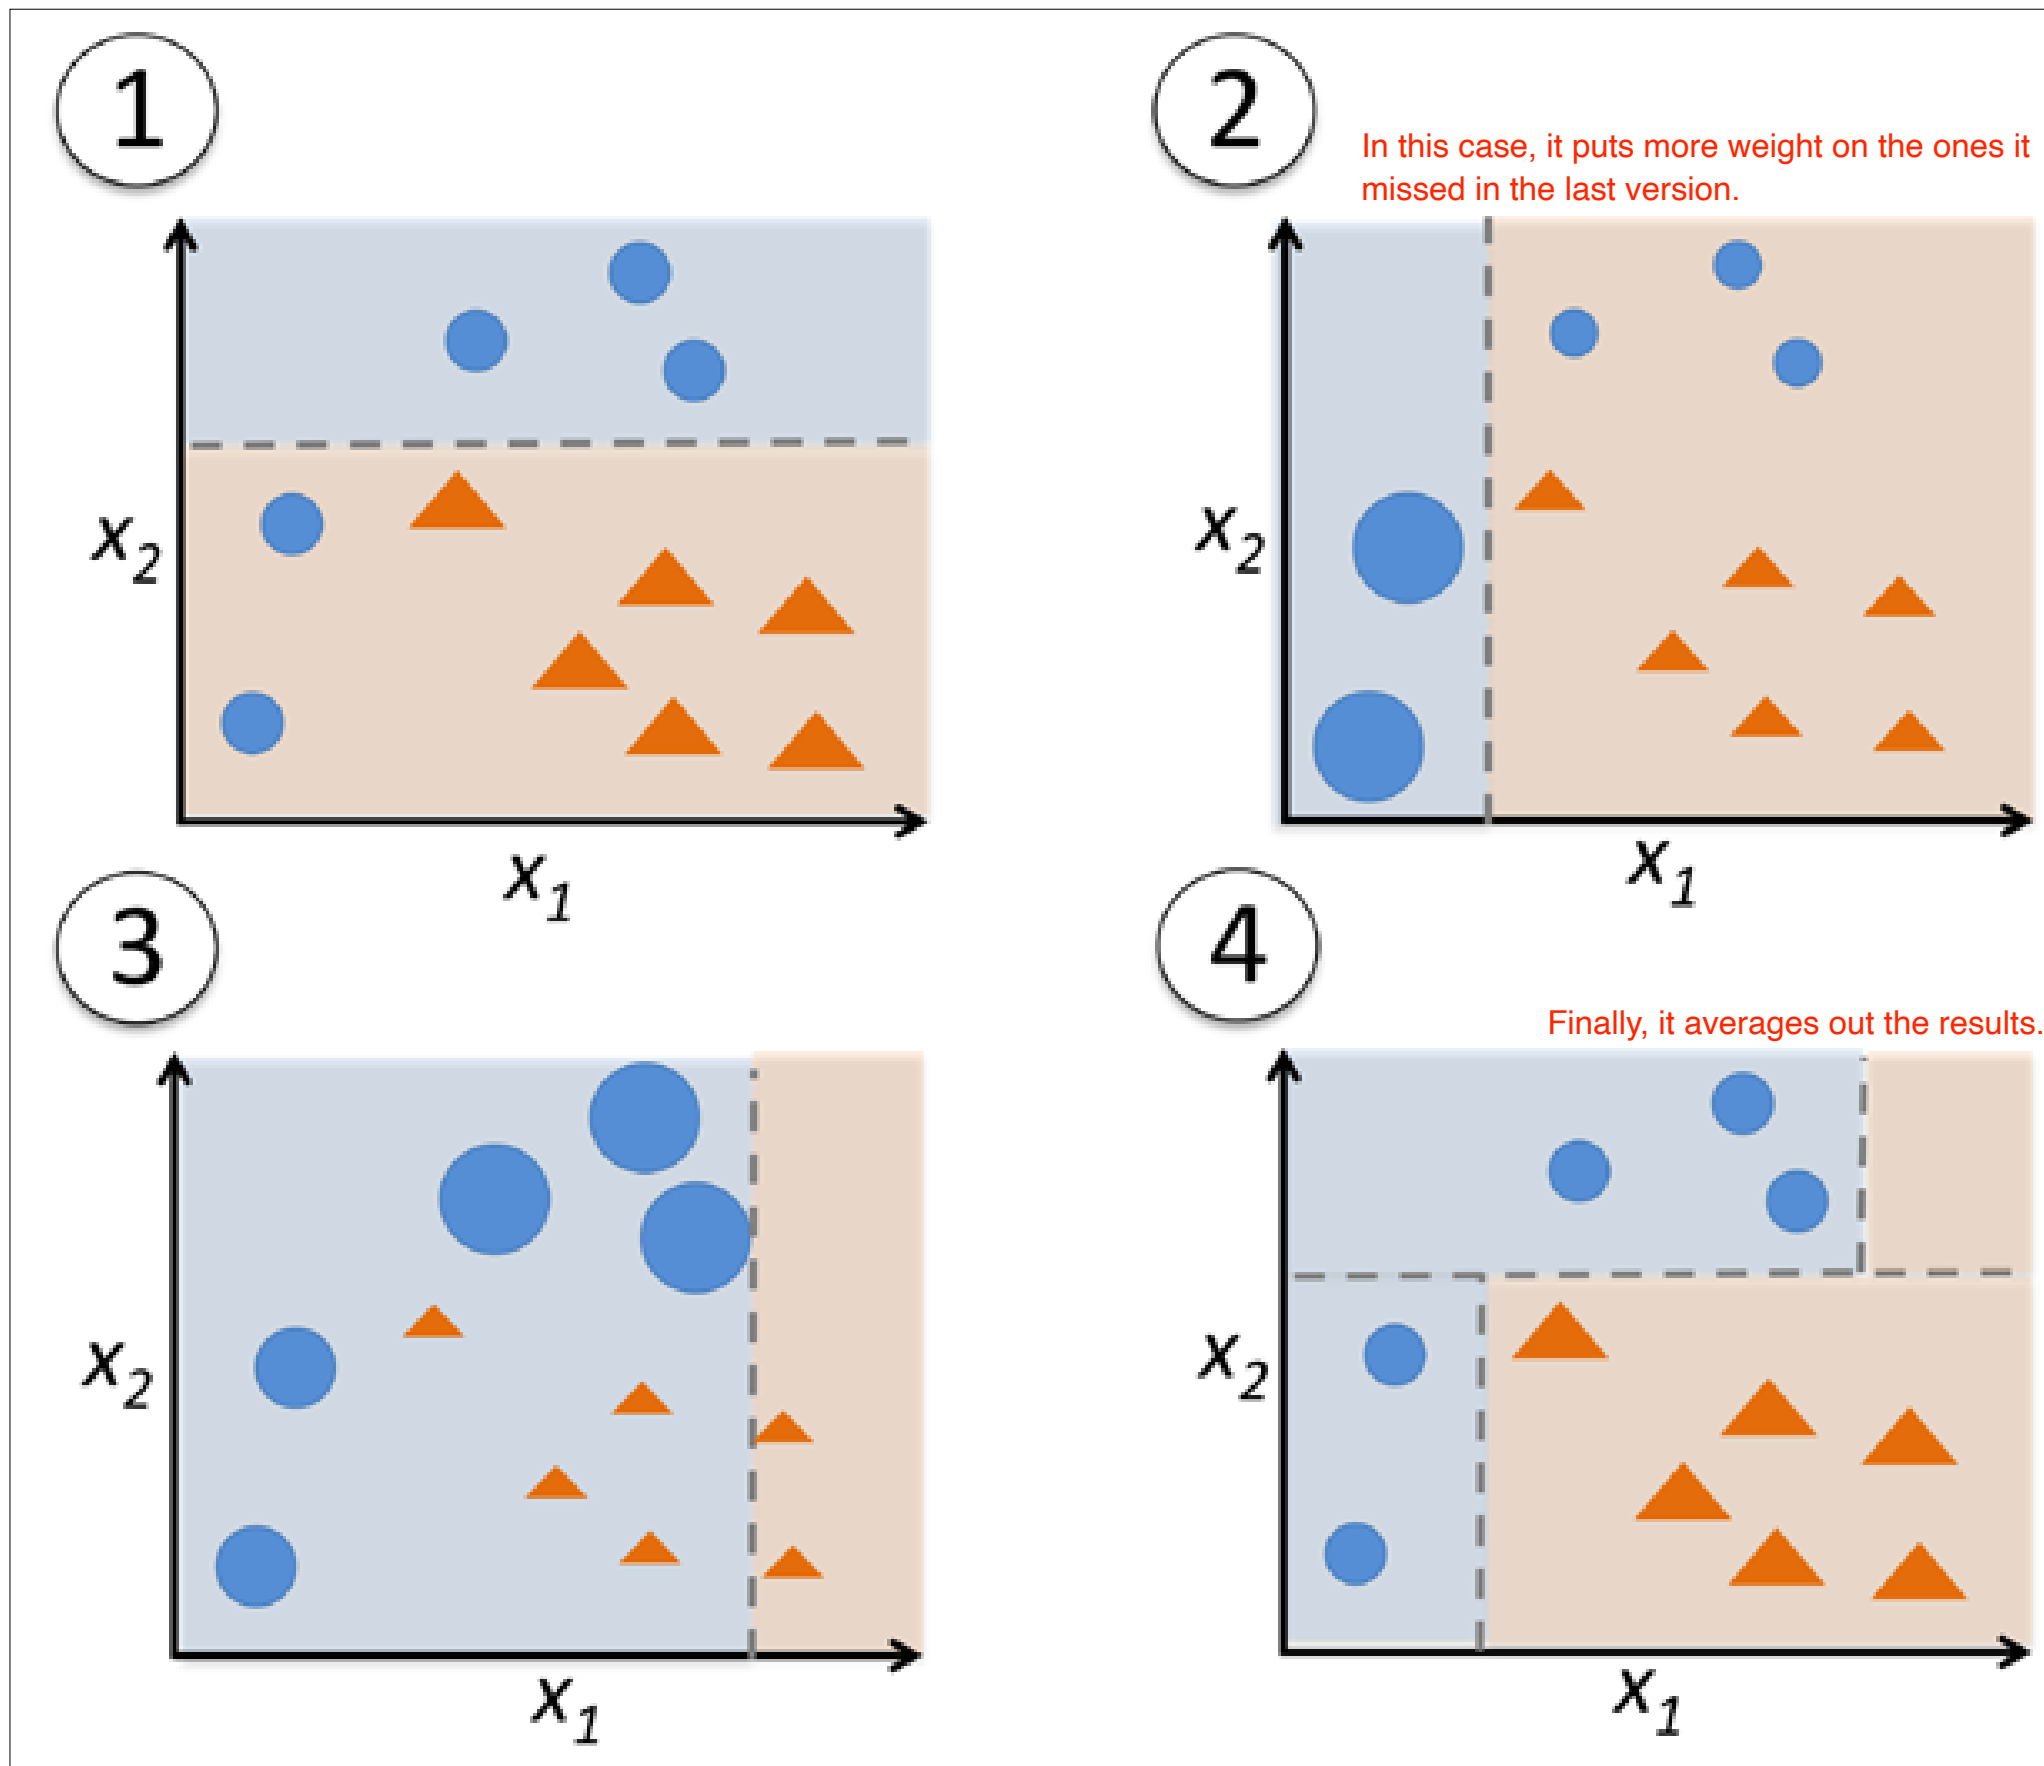 1
2
In this case, it puts more weight on the ones it
missed in the last version.
x2
x1
x2
x1
3
4
Finally, it averages out the results.
x2
x1
x2
x1